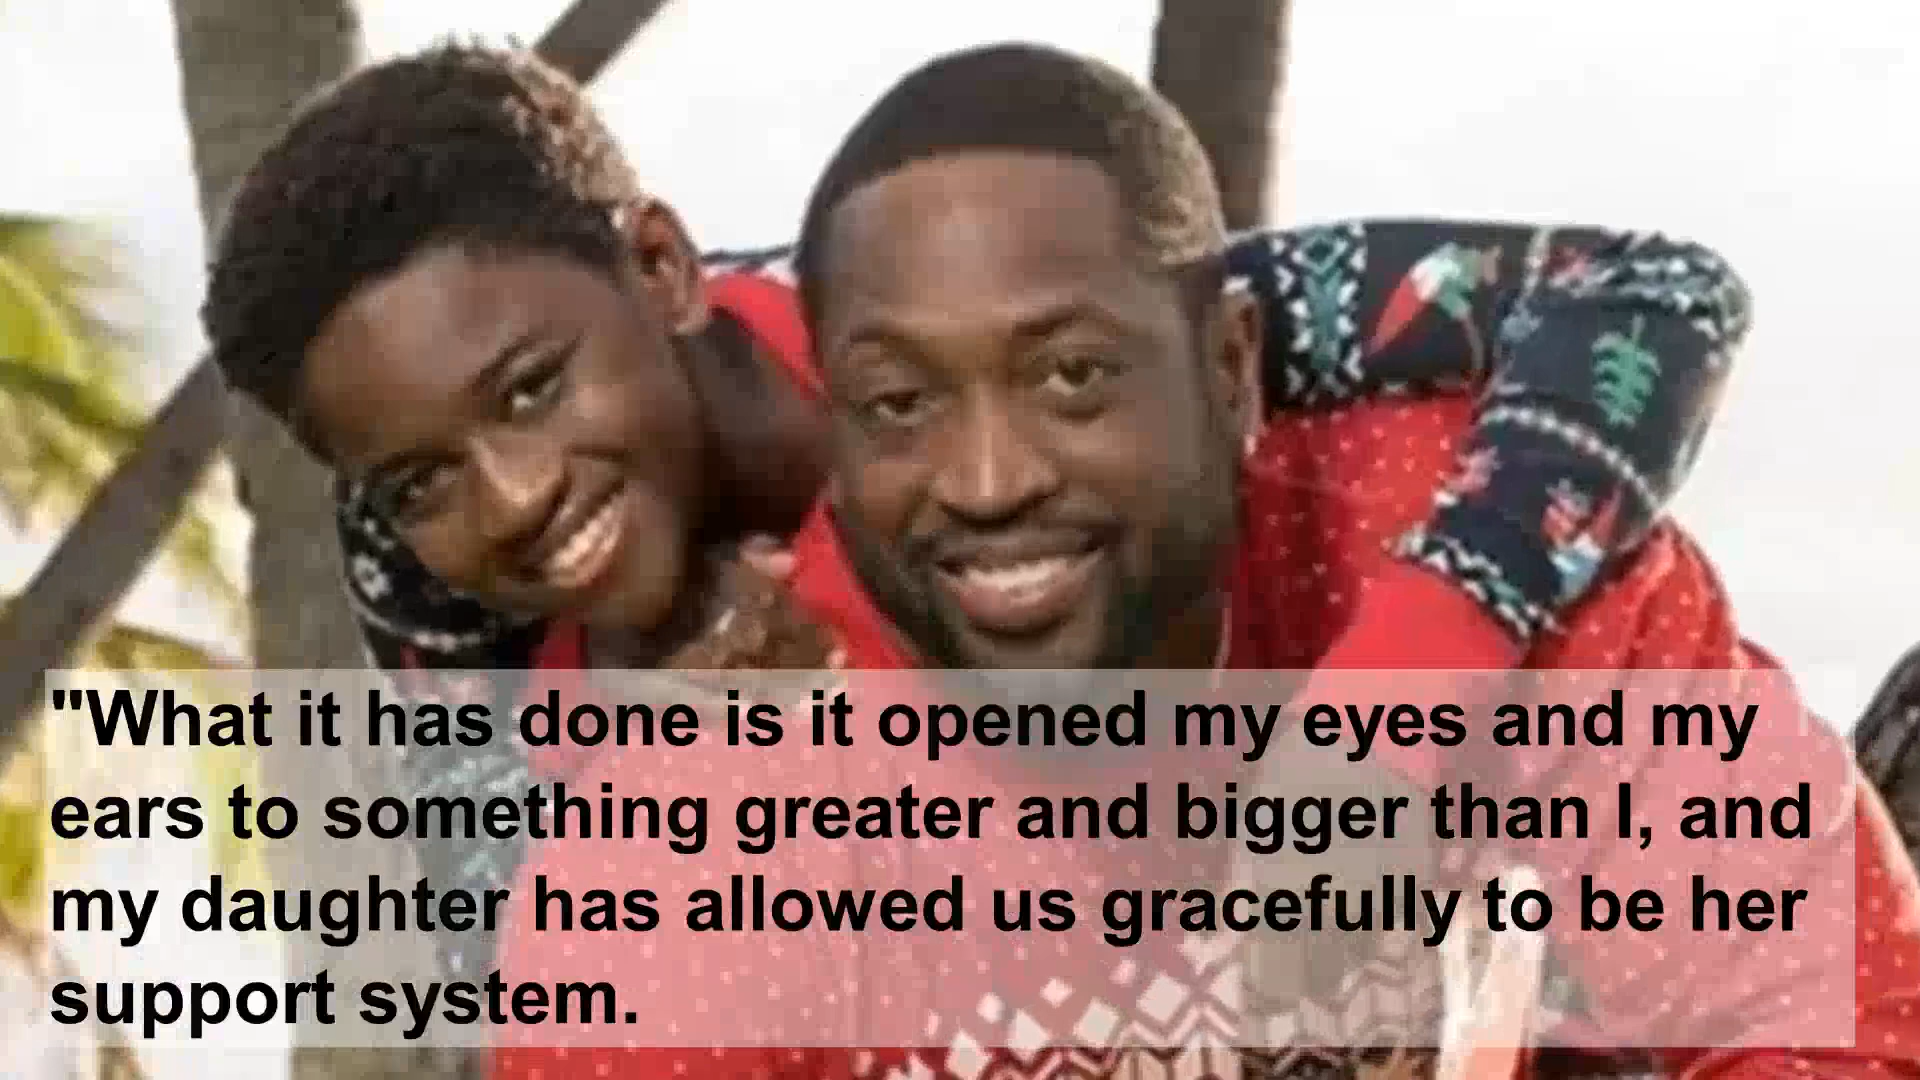 "What it has done is it opened my eyes and my
ears to something greater and bigger than I, and
my daughter has allowed us gracefully to be her
support system.